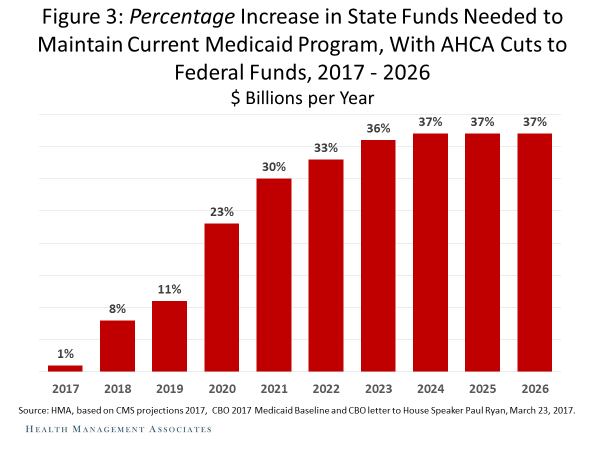 Figure 3: Percentage Increase in State Funds Needed to
Maintain Current Medicaid Program, With AHCA Cuts to
Federal Funds, 2017 - 2026
$ Billions per Year
1%
8%
11%
23%
30%
33%
36%
37%
37%
37%
2017 2018 2019 2020 2021 2022 2023 2024 2025 2026
Source: HMA, based on CMS projections 2017, CBO 2017 Medicaid Baseline and CBO letter to House Speaker Paul Ryan, March 23, 2017.
HEALTH MANAGEMENT ASSOCIATES